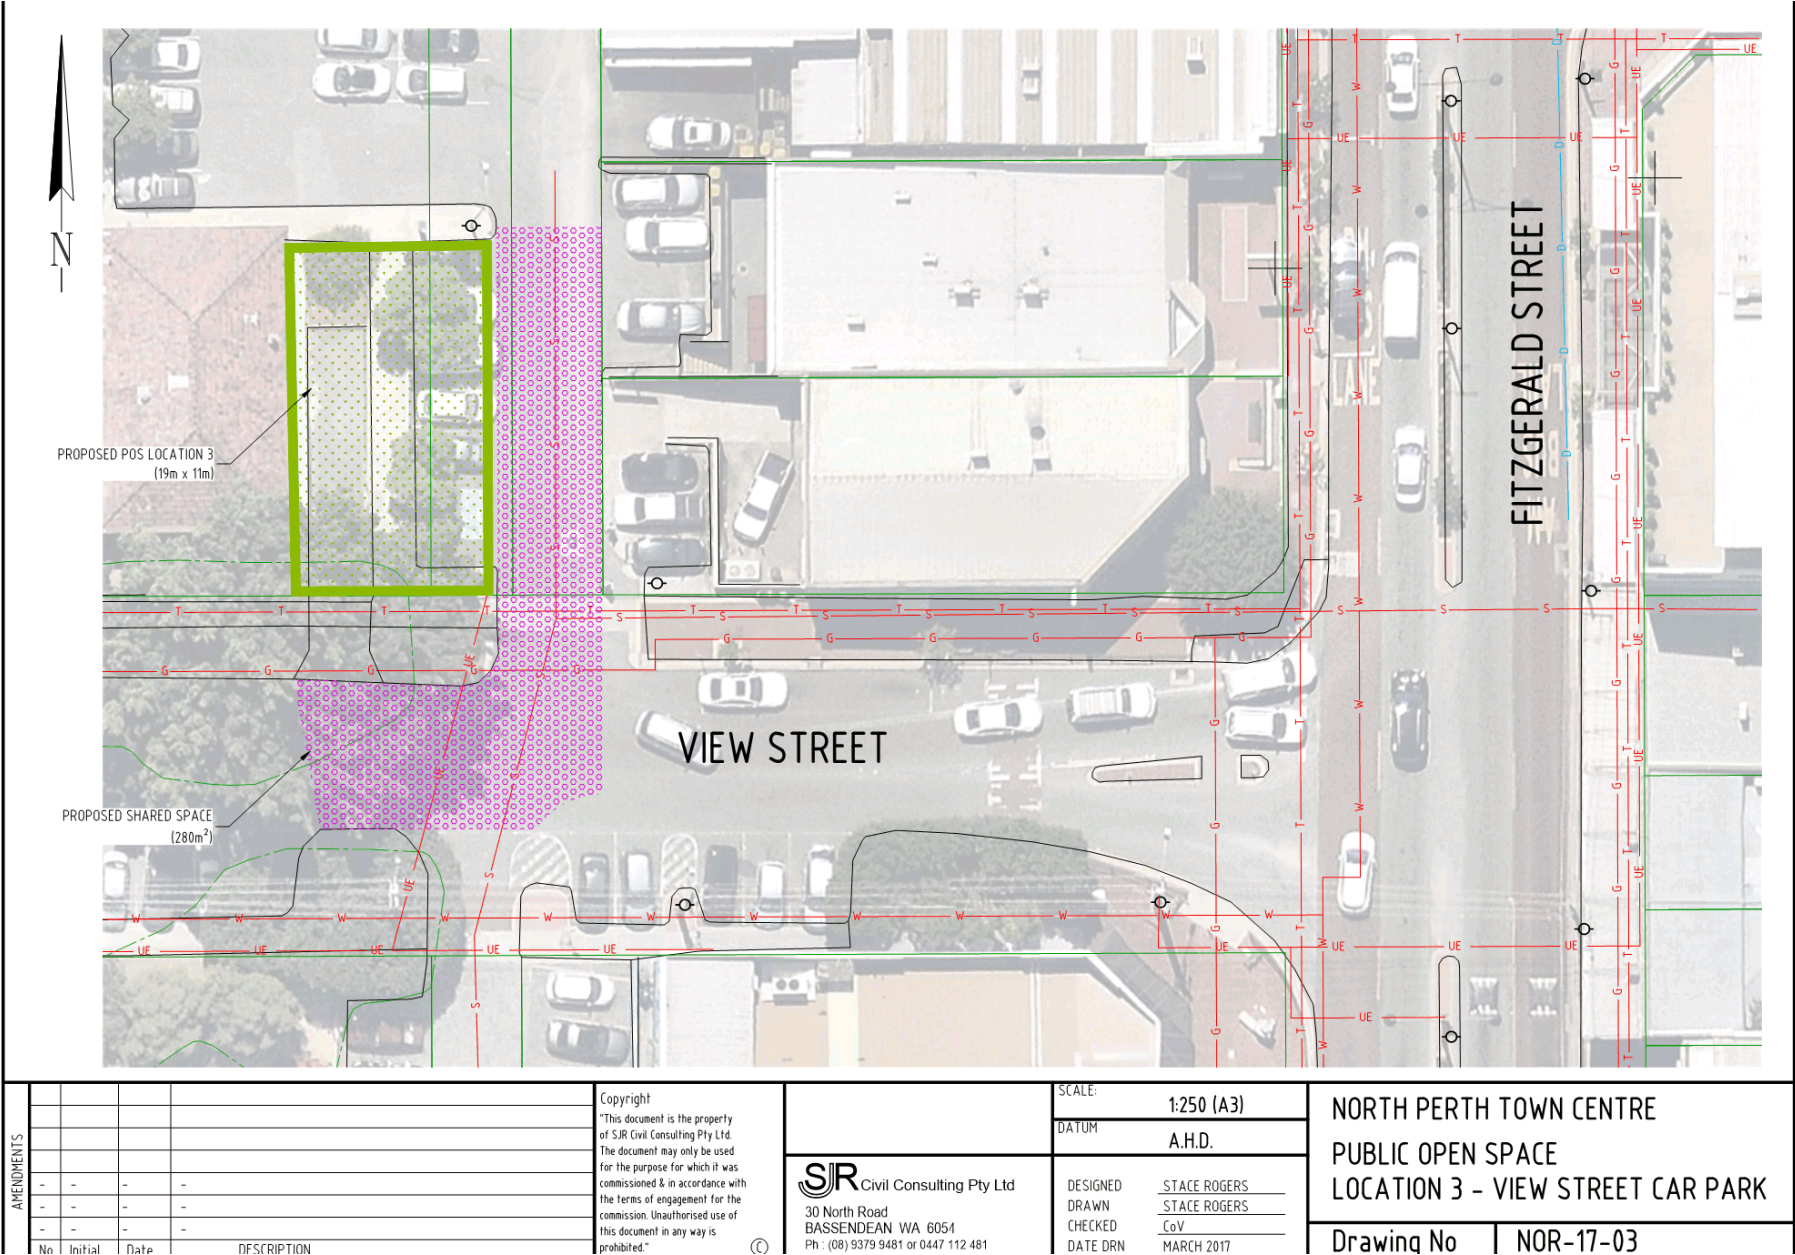 N
PROPOSED POS LOCATION 3
(19m x 11m)
PROPOSED SHARED SPACE
(280m²)
VIEW STREET
FITZGERALD STREET
AMENDMENTS
- - - -
- - - -
- - - -
No Initial Date DESCRIPTION
Copyright
"This document is the property
of SJR Civil Consulting Pty Ltd.
The document may only be used
for the purpose for which it was
commissioned & in accordance with
the terms of engagement for the
commission. Unauthorised use of
this document in any way is
prohibited."
©
SJR Civil Consulting Pty Ltd
30 North Road
BASSENDEAN WA 6054
Ph : (08) 9379 9481 or 0447 112 481
SCALE:
1:250 (A3)
DATUM
A.H.D.
DESIGNED STACE ROGERS
DRAWN STACE ROGERS
CHECKED CoV
DATE DRN MARCH 2017
NORTH PERTH TOWN CENTRE
PUBLIC OPEN SPACE
LOCATION 3 - VIEW STREET CAR PARK
Drawing No NOR-17-03